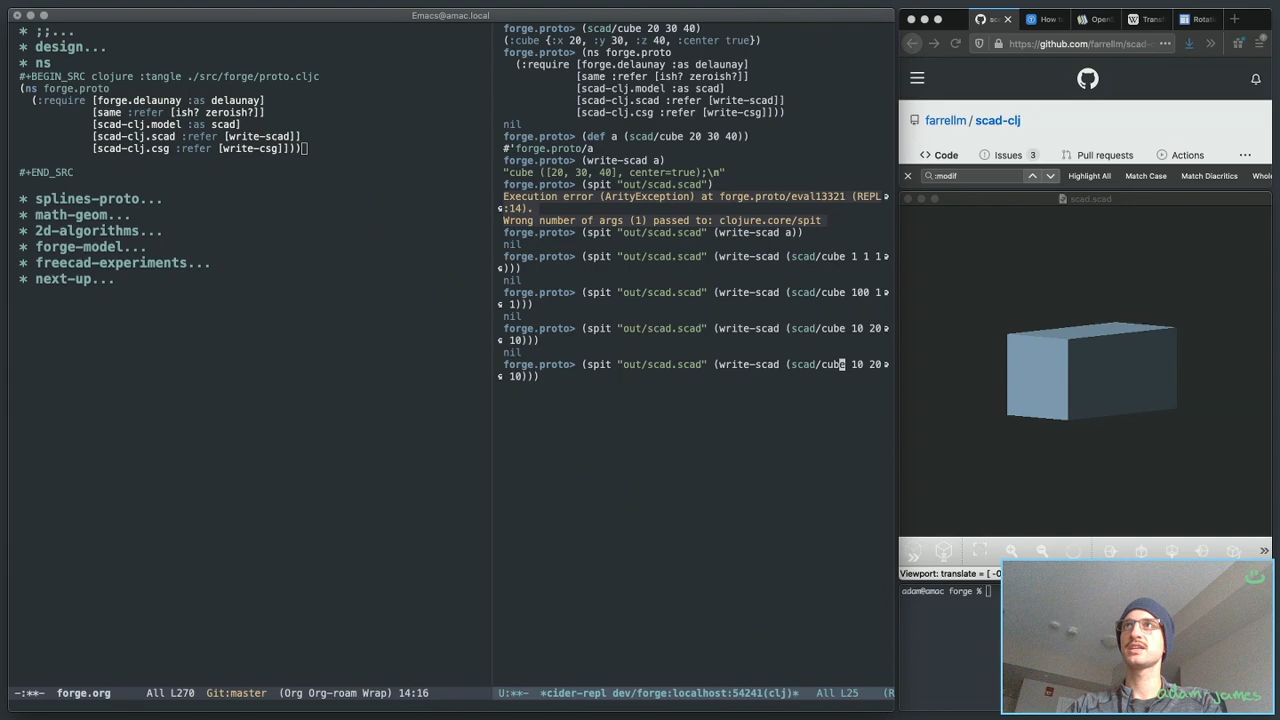 Emacs@amac.local
* ;;...
* design...
* ns
#+BEGIN_SRC clojure :tangle ./src/forge/proto.cljc
(ns forge.proto
(:require [forge.delaunay :as delaunay]
[same :refer [ish? zeroish?]]
[scad-clj.model :as scad]
[scad-clj.scad :refer [write-scad]]
[scad-clj.csg :refer [write-csg]]))
#+END_SRC
* splines-proto...
* math-geom...
* 2d-algorithms...
* forge-model...
* freecad-experiments...
* next-up...
-:**- forge.org All L270 Git:master (Org Org-roam Wrap) 14:16
forge.proto> (scad/cube 20 30 40)
(:cube {:x 20, :y 30, :z 40, :center true})
forge.proto> (ns forge.proto
(:require [forge.delaunay :as delaunay]
[same :refer [ish? zeroish?]]
[scad-clj.model :as scad]
[scad-clj.scad :refer [write-scad]]
[scad-clj.csg :refer [write-csg]]))
nil
forge.proto> (def a (scad/cube 20 30 40))
#'forge.proto/a
forge.proto> (write-scad a)
"cube ([20, 30, 40], center=true);\n"
forge.proto> (spit "out/scad.scad")
Execution error (ArityException) at forge.proto/eval13321 (REPL
:14).
Wrong number of args (1) passed to: clojure.core/spit
forge.proto> (spit "out/scad.scad" (write-scad a))
nil
forge.proto> (spit "out/scad.scad" (write-scad (scad/cube 1 1 1
)))
nil
forge.proto> (spit "out/scad.scad" (write-scad (scad/cube 100 1
1)))
nil
forge.proto> (spit "out/scad.scad" (write-scad (scad/cube 10 20
10)))
nil
forge.proto> (spit "out/scad.scad" (write-scad (scad/cube 10 20
10)))
U:**- *cider-repl dev/forge:localhost:54241(clj)* All L25 (R
sc
How to
OpenS
Transf
Rotati
https://github.com/farrellm/scad-
farrellm / scad-clj
Code Issues 3 Pull requests Actions
:modif Highlight All Match Case Match Diacritics Whole
scad.scad
Viewport: translate = [ -0
adam@amac forge %
adam-james